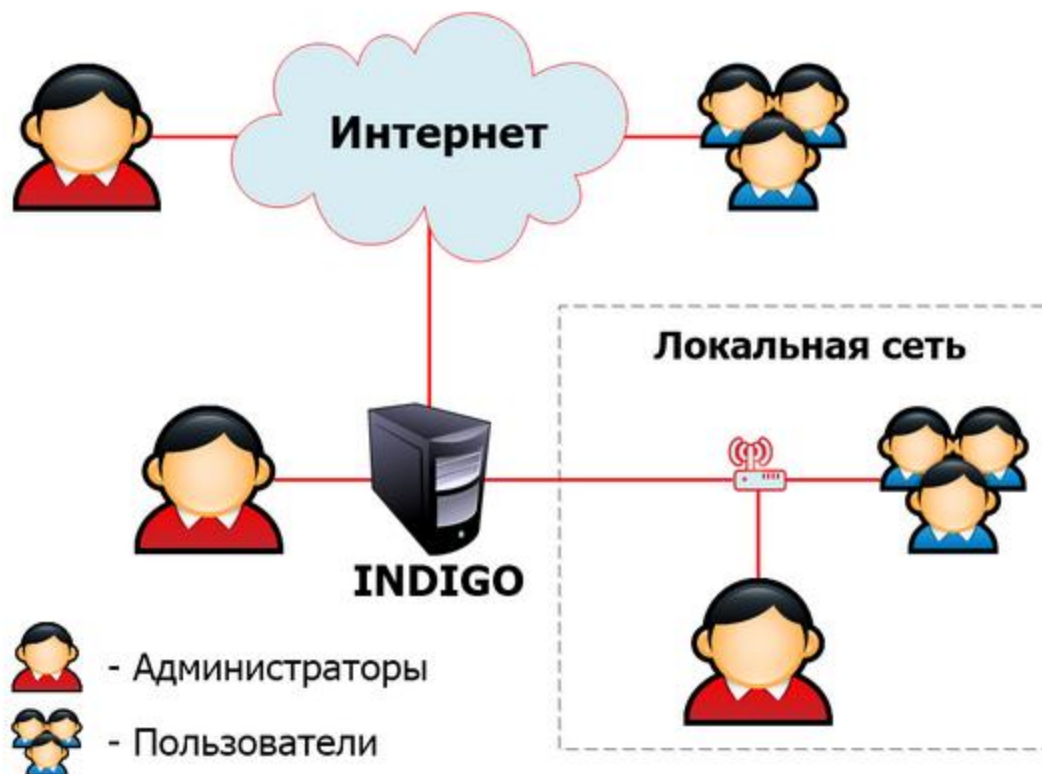 Интернет
Локальная сеть
INDIGO
- Администраторы
- Пользователи